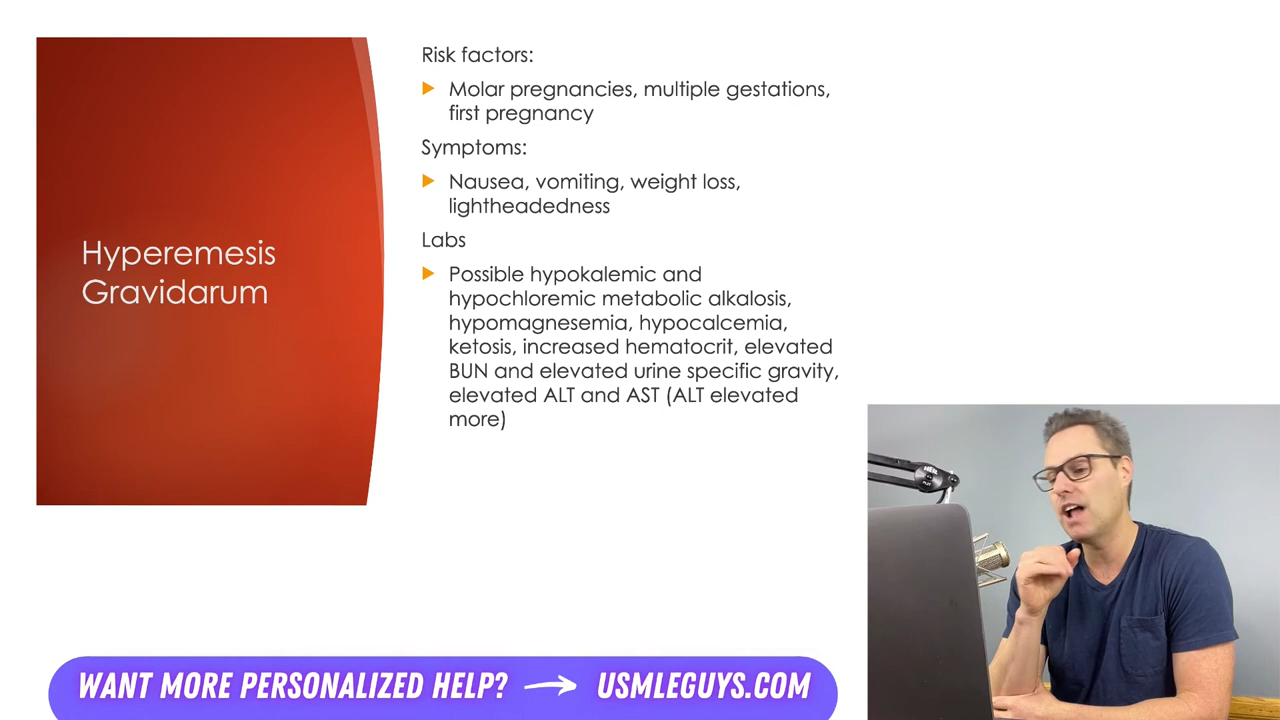 Hyperemesis
Gravidarum
Risk factors:
Molar pregnancies, multiple gestations,
first pregnancy
Symptoms:
Nausea, vomiting, weight loss,
lightheadedness
Labs
Possible hypokalemic and
hypochloremic metabolic alkalosis,
hypomagnesemia, hypocalcemia,
ketosis, increased hematocrit, elevated
BUN and elevated urine specific gravity,
elevated ALT and AST (ALT elevated
more)
WANT MORE PERSONALIZED HELP? → USMLEGUYS.COM